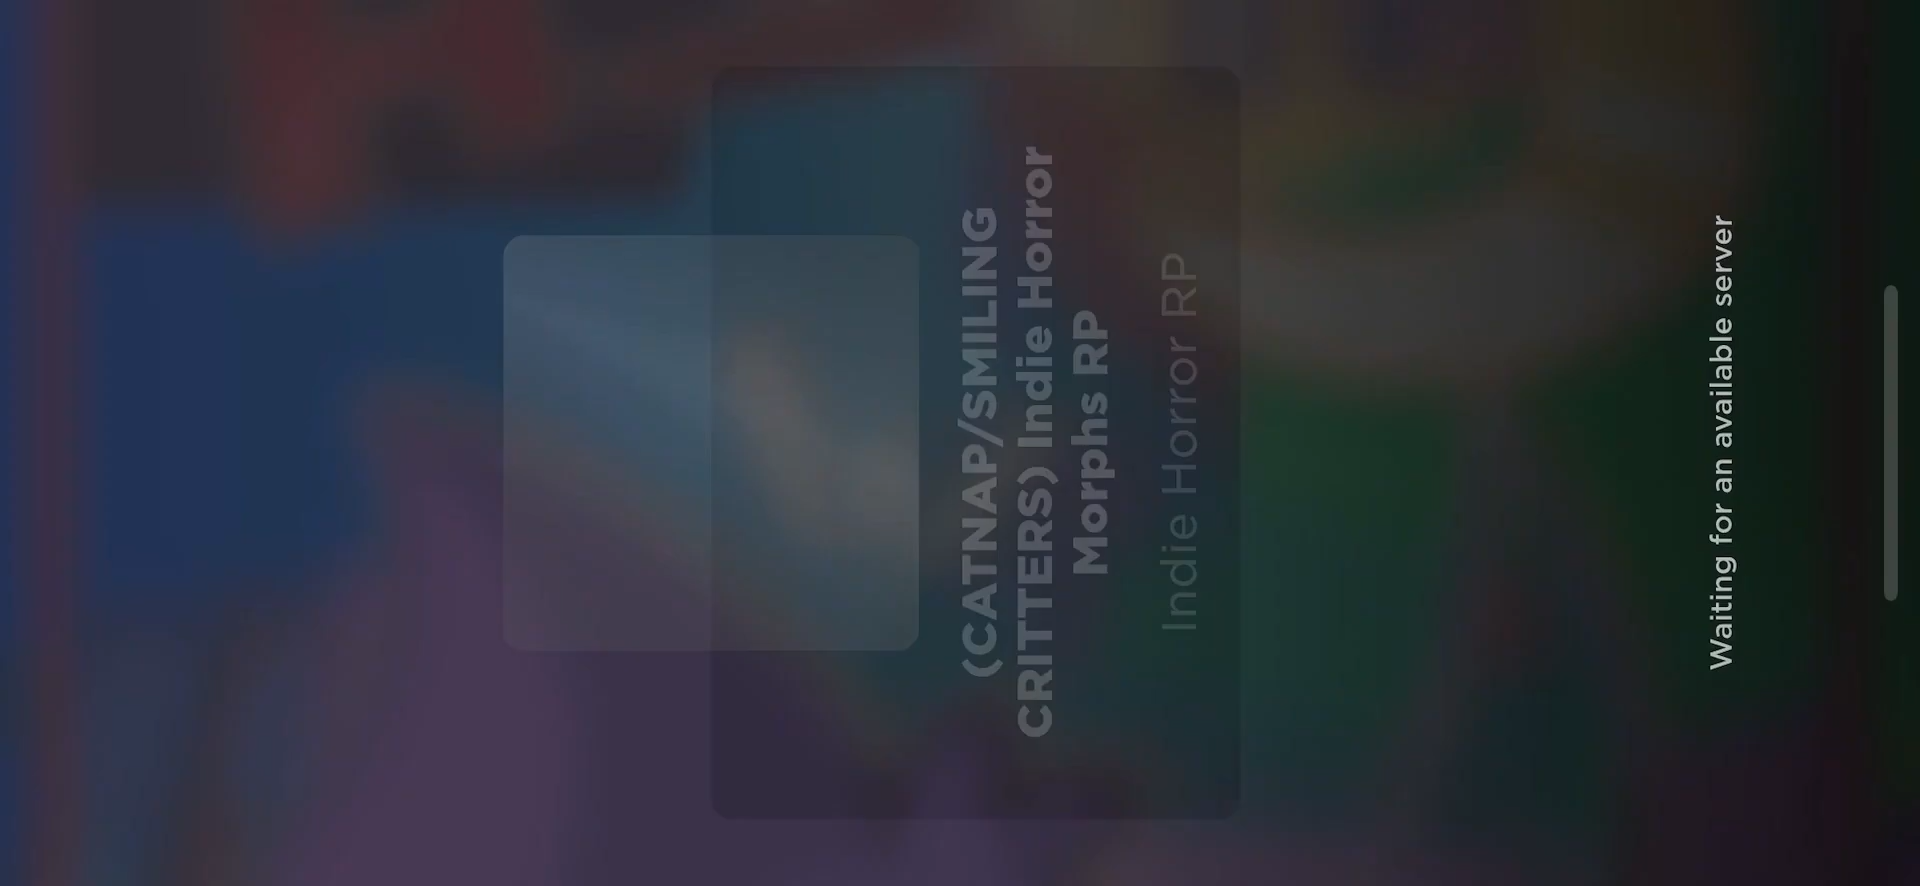 (CATNAP/SMILING
CRITTERS) Indie Horror
Morphs RP
Indie Horror RP
Waiting for an available server